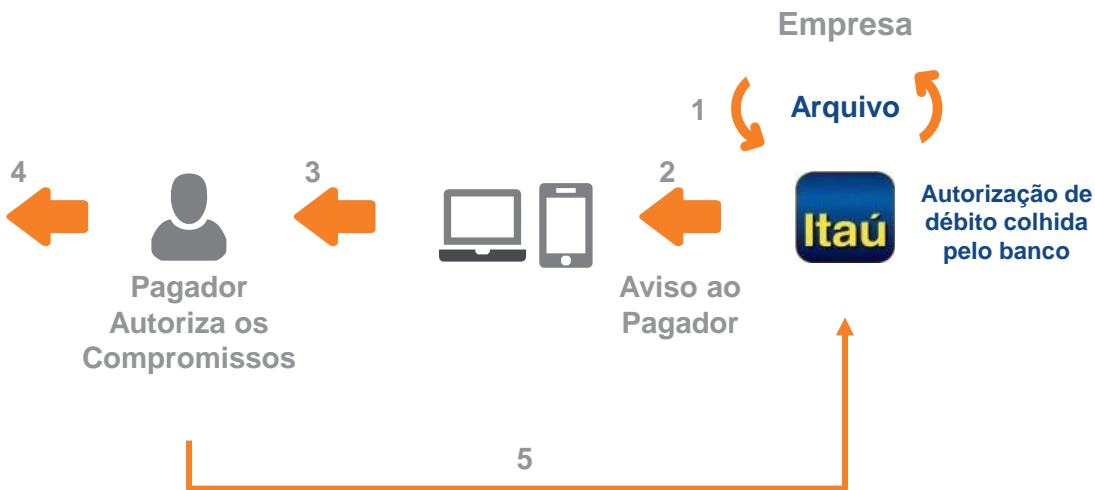 Empresa
1
Arquivo
4
3
2
Itaú
Autorização de
débito colhida
pelo banco
Pagador
Autoriza os
Compromissos
Aviso ao
Pagador
5